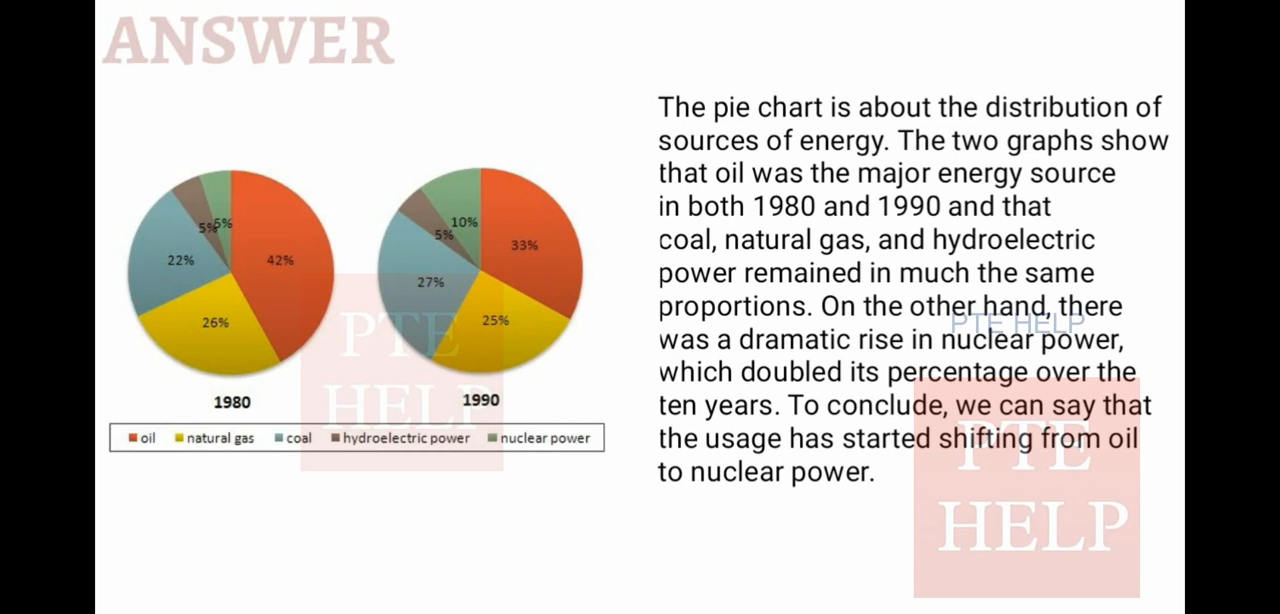 ANSWER
The pie chart is about the distribution of
sources of energy. The two graphs show
that oil was the major energy source
in both 1980 and 1990 and that
coal, natural gas, and hydroelectric
power remained in much the same
proportions. On the other hand, there
was a dramatic rise in nuclear power,
which doubled its percentage over the
ten years. To conclude, we can say that
the usage has started shifting from oil
to nuclear power.
5% 5%
22% 42%
26%
1980
10%
5% 33%
27%
25%
1990
oil natural gas coal hydroelectric power nuclear power
PTE
HELP
PTE HELP
PTE
HELP